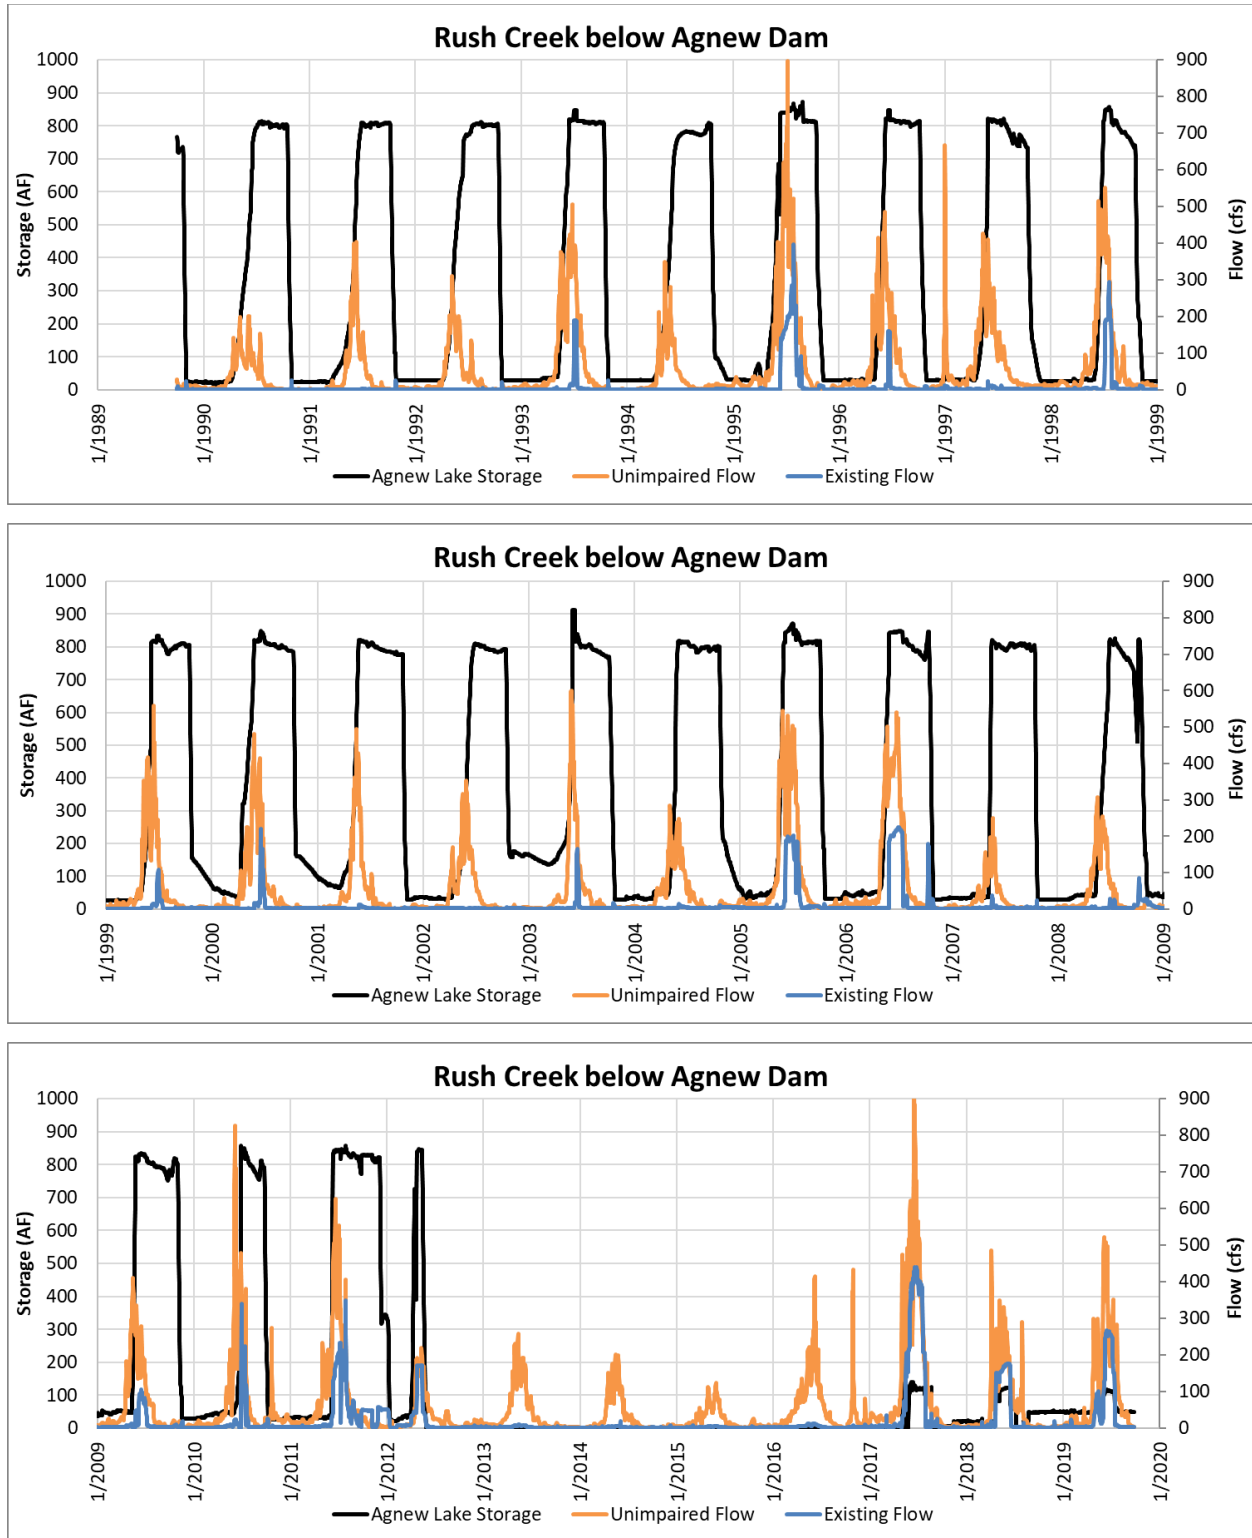 Rush Creek below Agnew Dam
1000 900 800 700 600 500 400 300 200 100 0
Storage (AF)
900 800 700 600 500 400 300 200 100 0
Flow (cfs)
1/1989 1/1990 1/1991 1/1992 1/1993 1/1994 1/1995 1/1996 1/1997 1/1998 1/1999
Agnew Lake Storage Unimpaired Flow Existing Flow
Rush Creek below Agnew Dam
1000 900 800 700 600 500 400 300 200 100 0
Storage (AF)
900 800 700 600 500 400 300 200 100 0
Flow (cfs)
1/1999 1/2000 1/2001 1/2002 1/2003 1/2004 1/2005 1/2006 1/2007 1/2008 1/2009
Agnew Lake Storage Unimpaired Flow Existing Flow
Rush Creek below Agnew Dam
1000 900 800 700 600 500 400 300 200 100 0
Storage (AF)
900 800 700 600 500 400 300 200 100 0
Flow (cfs)
1/2009 1/2010 1/2011 1/2012 1/2013 1/2014 1/2015 1/2016 1/2017 1/2018 1/2019 1/2020
Agnew Lake Storage Unimpaired Flow Existing Flow